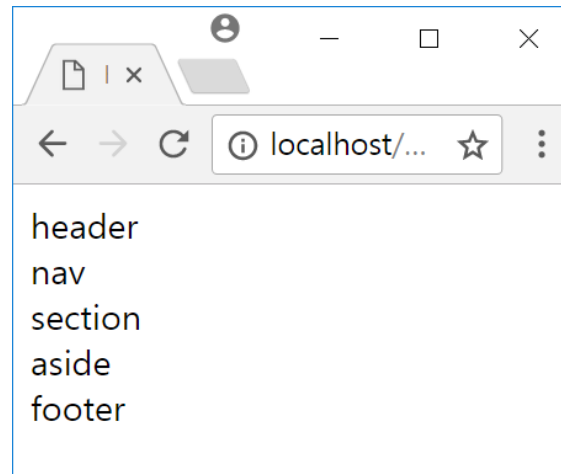 localhost/...
header
nav
section
aside
footer